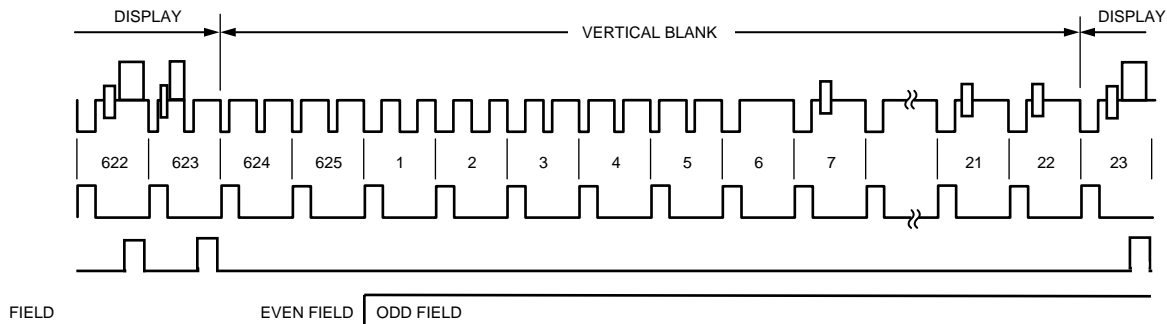 DISPLAY VERTICAL BLANK DISPLAY
622 623 624 625 1 2 3 4 5 6 7 21 22 23
FIELD EVEN FIELD ODD FIELD